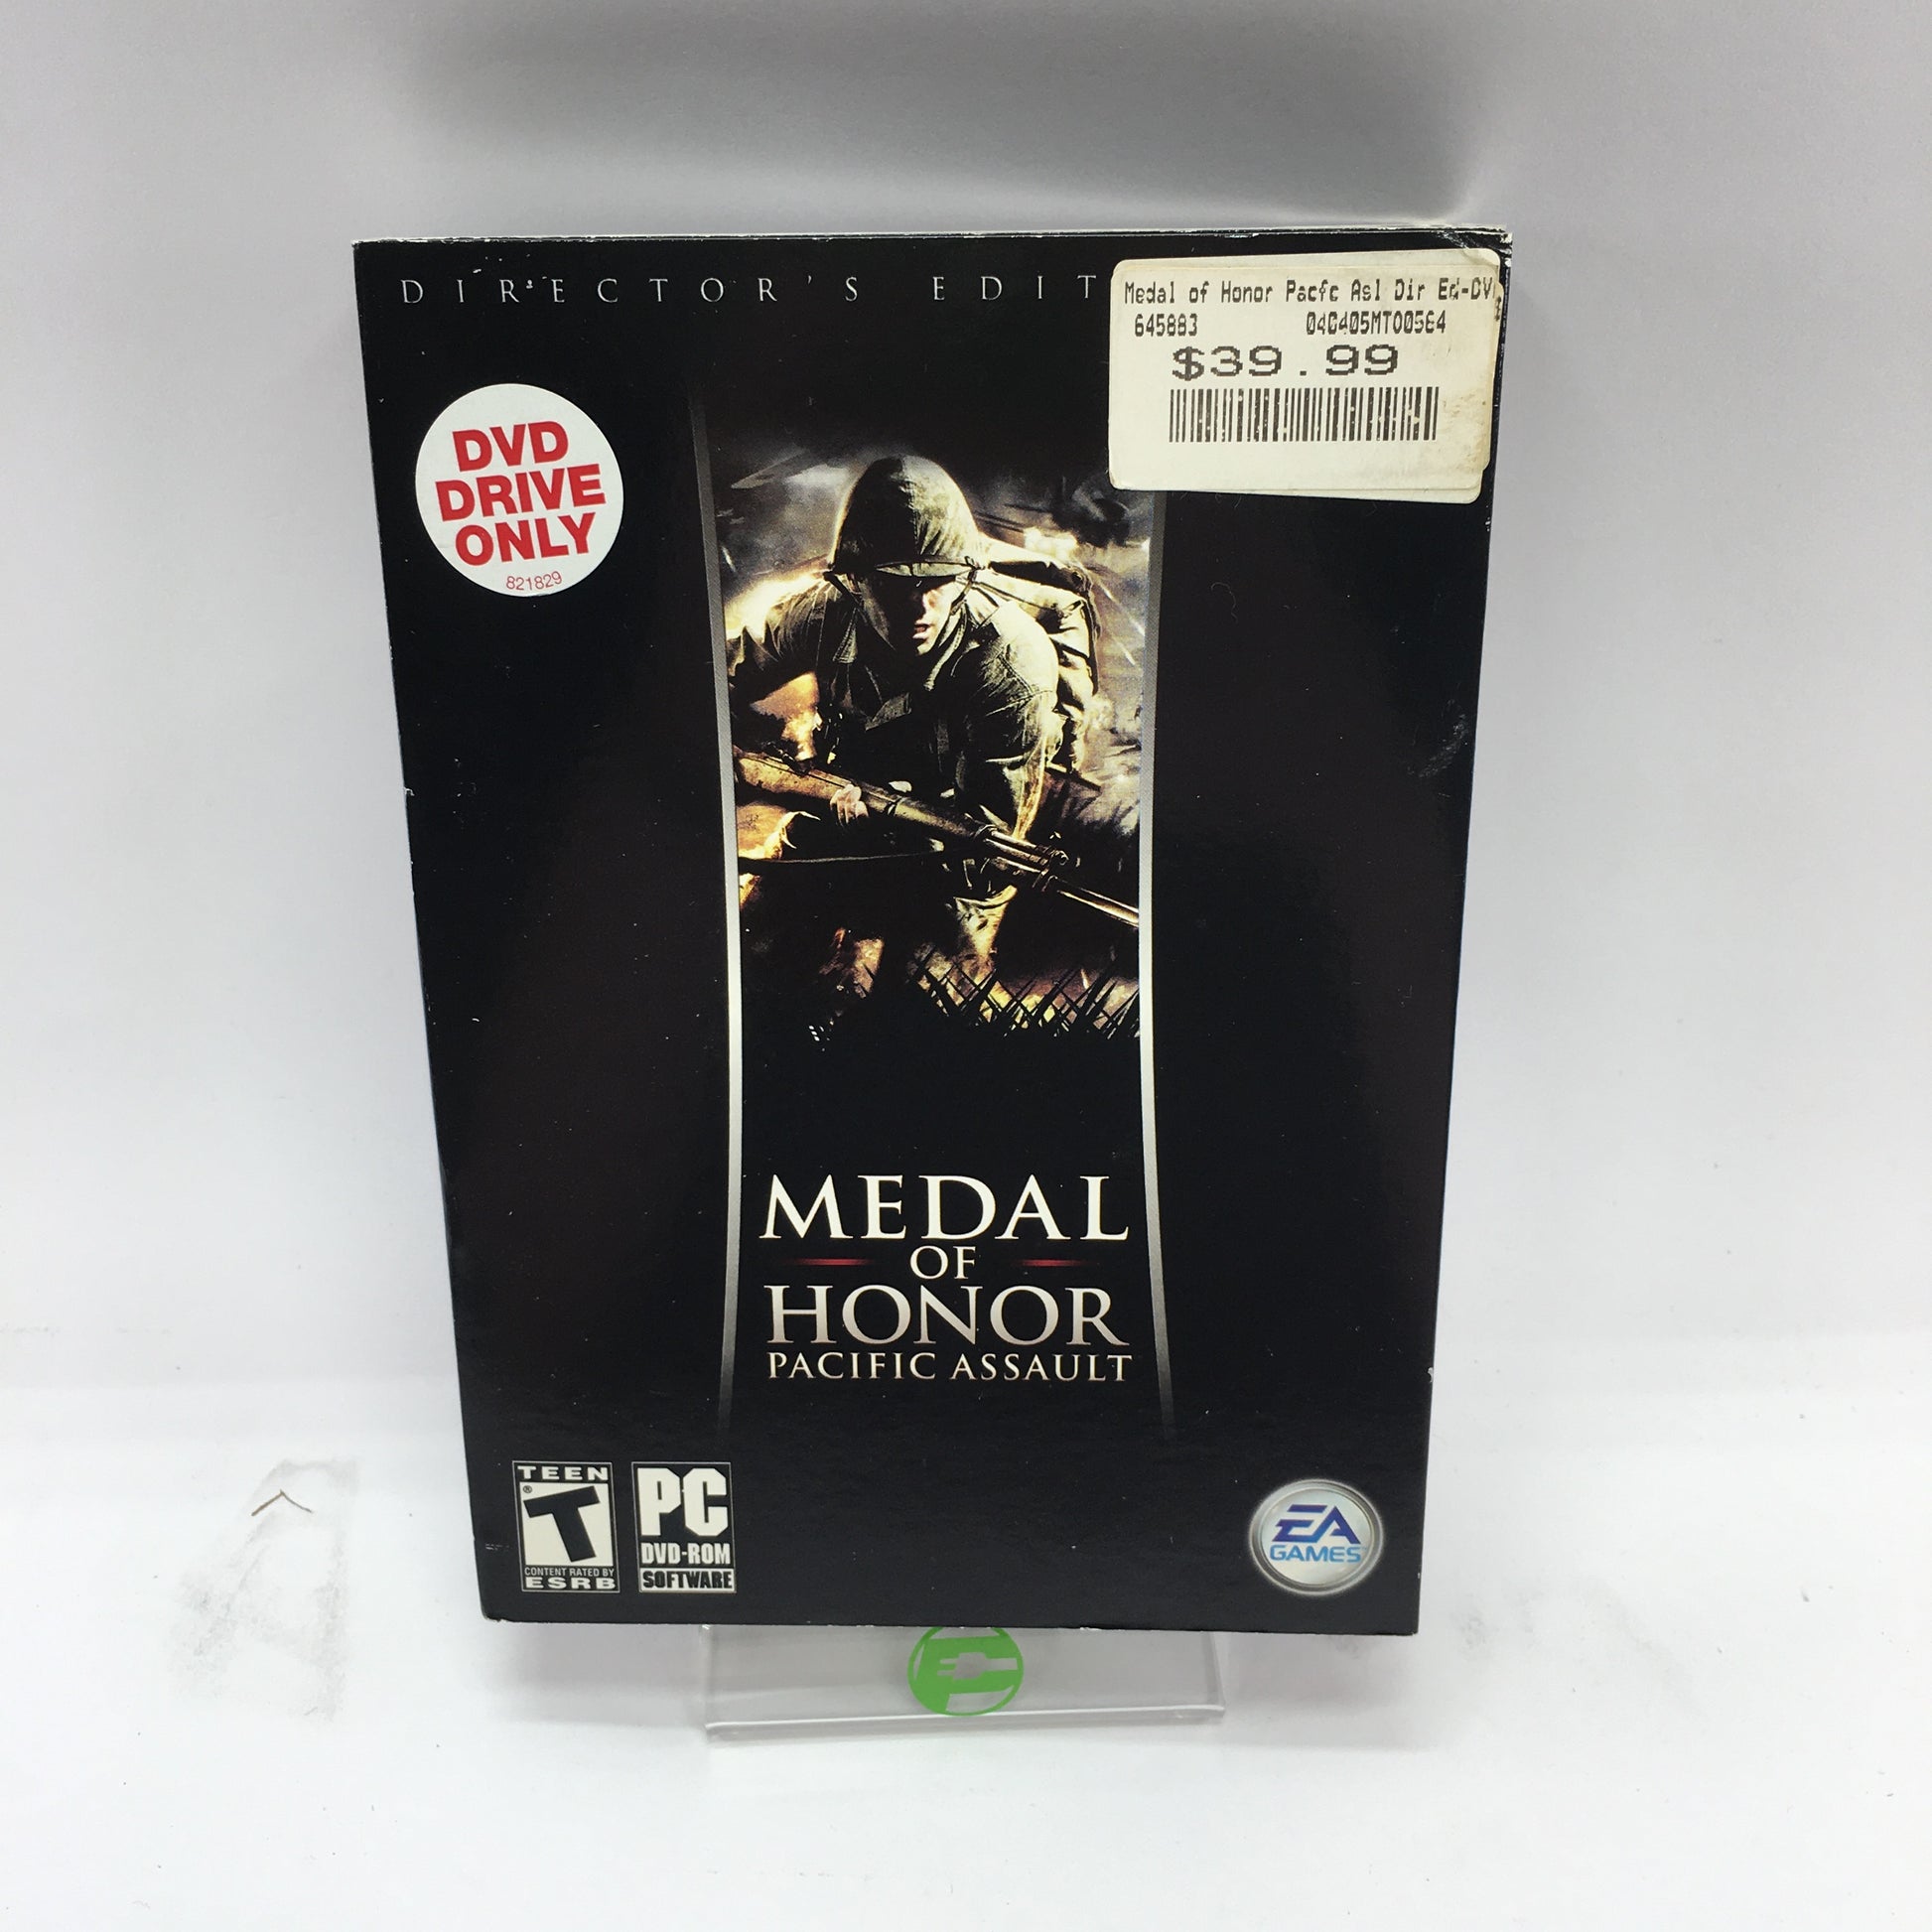 DIRECTOR'S EDIT
Medal of Honor Pacfc Asl Dir Ed-DV
645883 040405MT00564
$39.99
DVD
DRIVE
ONLY
821829
MEDAL
OF
HONOR
PACIFIC ASSAULT
TEEN
T
CONTENT RATED BY
ESRB
PC
DVD-ROM
SOFTWARE
EA
GAMES